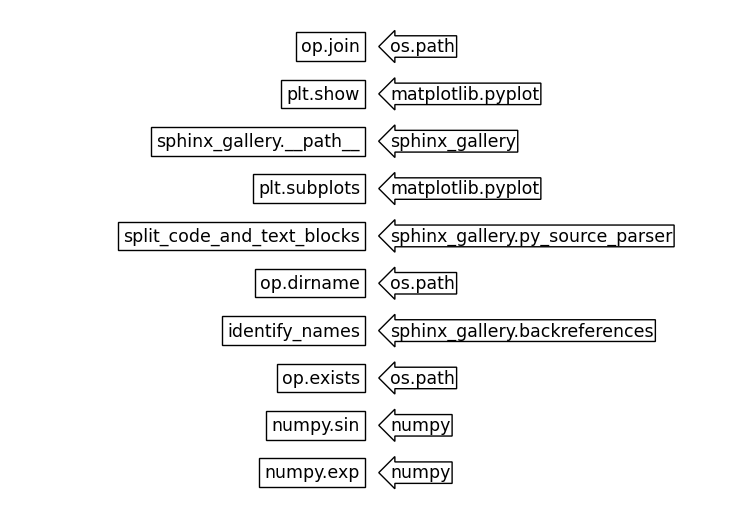 op.join os.path
plt.show matplotlib.pyplot
sphinx_gallery.__path__ sphinx_gallery
plt.subplots matplotlib.pyplot
split_code_and_text_blocks sphinx_gallery.py_source_parser
op.dirname os.path
identify_names sphinx_gallery.backreferences
op.exists os.path
numpy.sin numpy
numpy.exp numpy